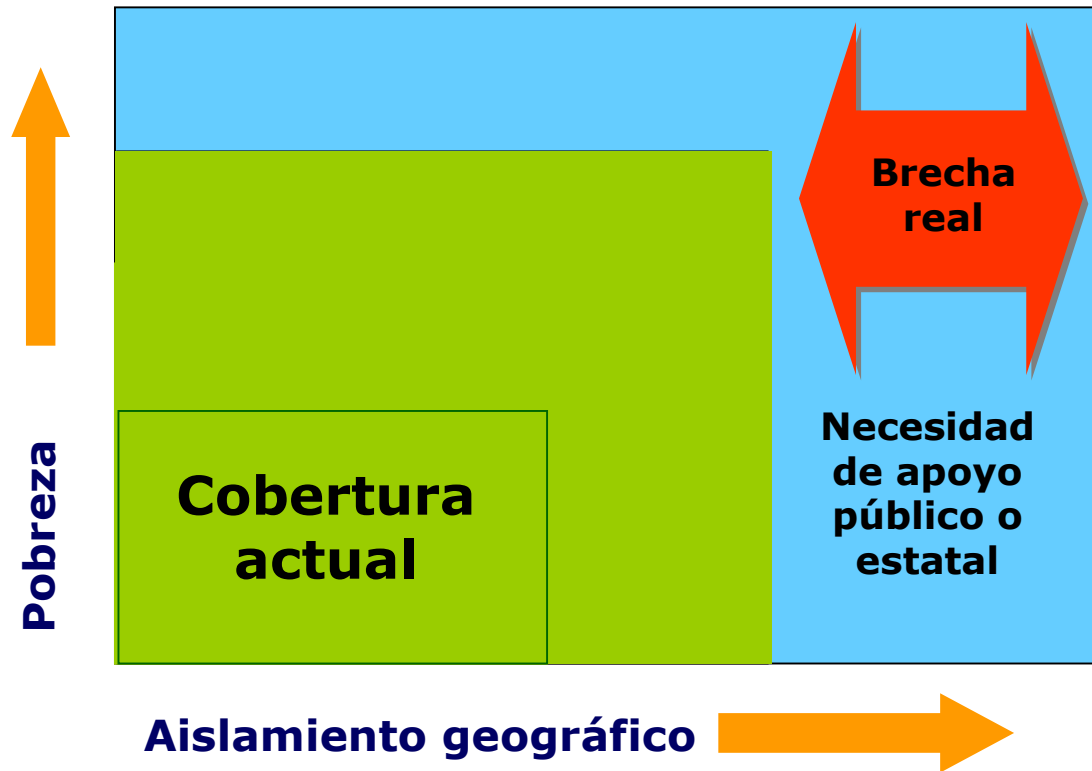 Brecha
real
Necesidad
de apoyo
público o
estatal
Cobertura
actual
Pobreza
Aislamiento geográfico